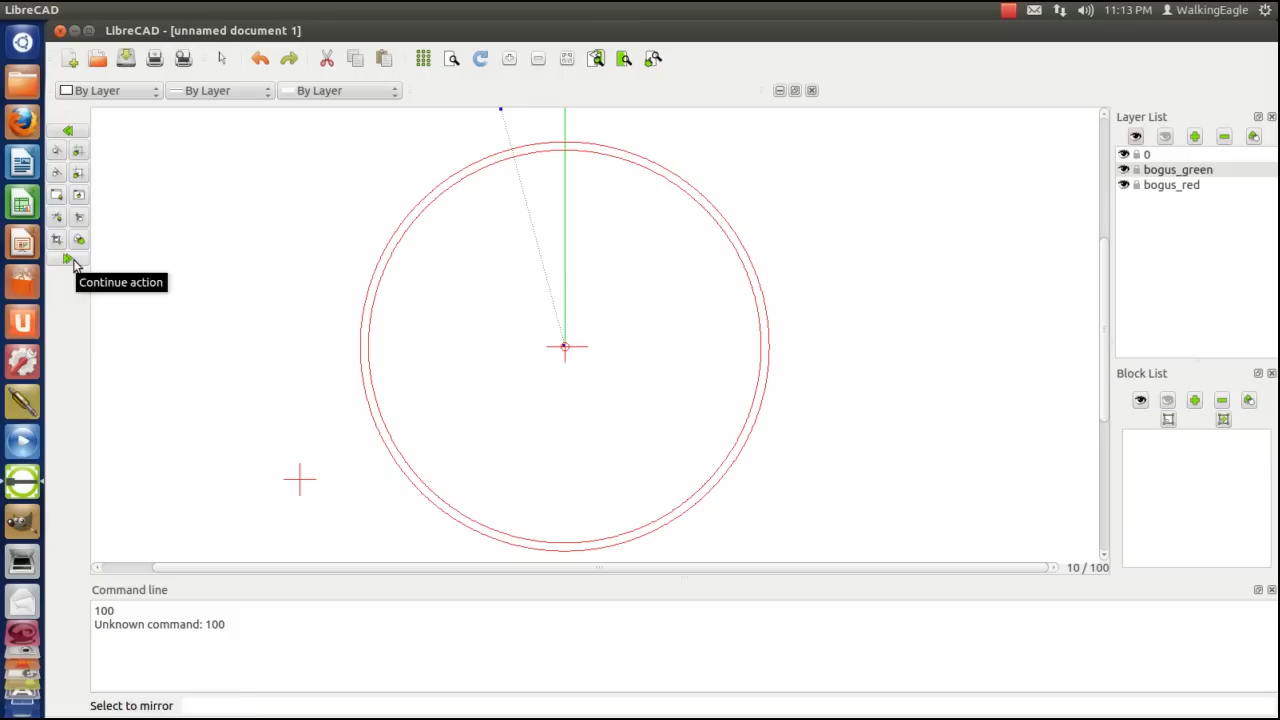 LibreCAD
11:13 PM
WalkingEagle
LibreCAD - [unnamed document 1]
By Layer
By Layer
By Layer
Layer List
0
bogus_green
bogus_red
Continue action
Block List
10 / 100
Command line
100
Unknown command: 100
Select to mirror